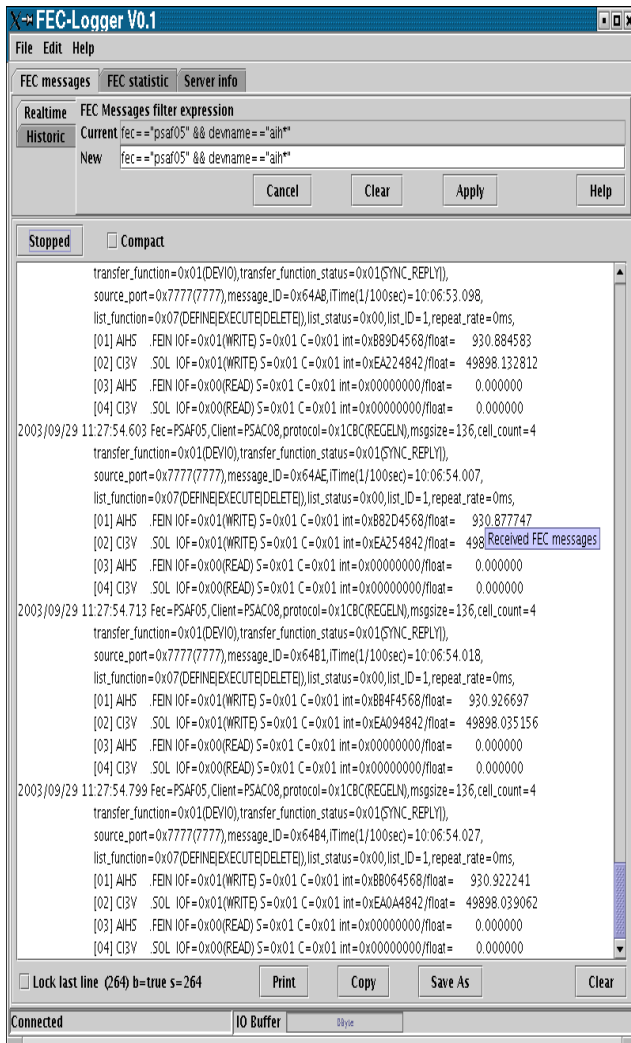 FEC-Logger V0.1
File Edit Help
FEC messages FEC statistic Server info
Realtime FEC Messages filter expression
Historic Current fec=="psaf05" && devname=="aih*"
New fec=="psaf05" && devname=="aih*"
Cancel Clear Apply Help
Stopped Compact
transfer_function=0x01(DEVIO),transfer_function_status=0x01(SYNC_REPLY|),
source_port=0x7777(7777),message_ID=0x64AB,iTime(1/100sec)=10:06:53.098,
list_function=0x07(DEFINE|EXECUTE|DELETE|),list_status=0x00,list_ID=1,repeat_rate=0ms,
[01] AIHS .FEIN IOF=0x01(WRITE) S=0x01 C=0x01 int=0xB89D4568/float= 930.884583
[02] CI3V .SOL IOF=0x01(WRITE) S=0x01 C=0x01 int=0xEA224842/float= 49898.132812
[03] AIHS .FEIN IOF=0x00(READ) S=0x01 C=0x01 int=0x00000000/float= 0.000000
[04] CI3V .SOL IOF=0x00(READ) S=0x01 C=0x01 int=0x00000000/float= 0.000000
2003/09/29 11:27:54.603 Fec=PSAF05,Client=PSAC08,protocol=0x1CBC(REGELN),msgsize=136,cell_count=4
transfer_function=0x01(DEVIO),transfer_function_status=0x01(SYNC_REPLY|),
source_port=0x7777(7777),message_ID=0x64AE,iTime(1/100sec)=10:06:54.007,
list_function=0x07(DEFINE|EXECUTE|DELETE|),list_status=0x00,list_ID=1,repeat_rate=0ms,
[01] AIHS .FEIN IOF=0x01(WRITE) S=0x01 C=0x01 int=0xB82D4568/float= 930.877747
[02] CI3V .SOL IOF=0x01(WRITE) S=0x01 C=0x01 int=0xEA254842/float= 498 Received FEC messages
[03] AIHS .FEIN IOF=0x00(READ) S=0x01 C=0x01 int=0x00000000/float= 0.000000
[04] CI3V .SOL IOF=0x00(READ) S=0x01 C=0x01 int=0x00000000/float= 0.000000
2003/09/29 11:27:54.713 Fec=PSAF05,Client=PSAC08,protocol=0x1CBC(REGELN),msgsize=136,cell_count=4
transfer_function=0x01(DEVIO),transfer_function_status=0x01(SYNC_REPLY|),
source_port=0x7777(7777),message_ID=0x64B1,iTime(1/100sec)=10:06:54.018,
list_function=0x07(DEFINE|EXECUTE|DELETE|),list_status=0x00,list_ID=1,repeat_rate=0ms,
[01] AIHS .FEIN IOF=0x01(WRITE) S=0x01 C=0x01 int=0xBB4F4568/float= 930.926697
[02] CI3V .SOL IOF=0x01(WRITE) S=0x01 C=0x01 int=0xEA094842/float= 49898.035156
[03] AIHS .FEIN IOF=0x00(READ) S=0x01 C=0x01 int=0x00000000/float= 0.000000
[04] CI3V .SOL IOF=0x00(READ) S=0x01 C=0x01 int=0x00000000/float= 0.000000
2003/09/29 11:27:54.799 Fec=PSAF05,Client=PSAC08,protocol=0x1CBC(REGELN),msgsize=136,cell_count=4
transfer_function=0x01(DEVIO),transfer_function_status=0x01(SYNC_REPLY|),
source_port=0x7777(7777),message_ID=0x64B4,iTime(1/100sec)=10:06:54.027,
list_function=0x07(DEFINE|EXECUTE|DELETE|),list_status=0x00,list_ID=1,repeat_rate=0ms,
[01] AIHS .FEIN IOF=0x01(WRITE) S=0x01 C=0x01 int=0xBB064568/float= 930.922241
[02] CI3V .SOL IOF=0x01(WRITE) S=0x01 C=0x01 int=0xEA0A4842/float= 49898.039062
[03] AIHS .FEIN IOF=0x00(READ) S=0x01 C=0x01 int=0x00000000/float= 0.000000
[04] CI3V .SOL IOF=0x00(READ) S=0x01 C=0x01 int=0x00000000/float= 0.000000
Lock last line (264) b=true s=264 Print Copy Save As Clear
Connected IO Buffer 0Byte